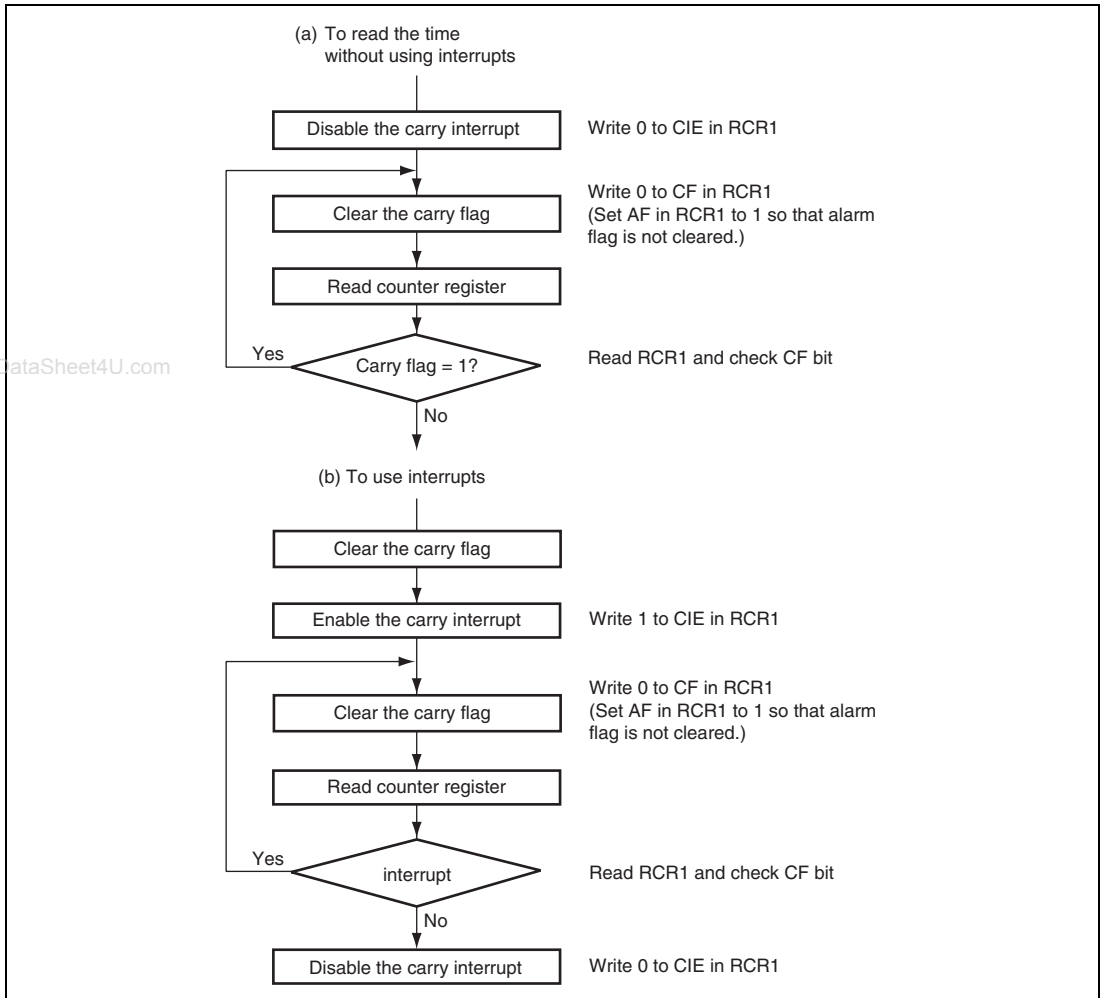 (a) To read the time
without using interrupts
Disable the carry interrupt
Write 0 to CIE in RCR1
Clear the carry flag
Write 0 to CF in RCR1
(Set AF in RCR1 to 1 so that alarm
flag is not cleared.)
Read counter register
Yes
Carry flag = 1?
Read RCR1 and check CF bit
DataSheet4U.com
No
(b) To use interrupts
Clear the carry flag
Enable the carry interrupt
Write 1 to CIE in RCR1
Clear the carry flag
Write 0 to CF in RCR1
(Set AF in RCR1 to 1 so that alarm
flag is not cleared.)
Read counter register
Yes
interrupt
Read RCR1 and check CF bit
No
Disable the carry interrupt
Write 0 to CIE in RCR1